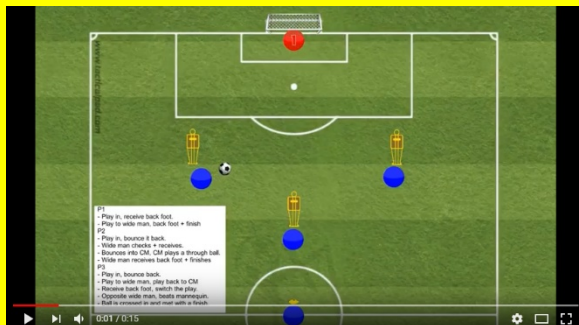 1
P1
- Play in, receive back foot.
- Play to wide man, back foot + finish
P2
- Play in, bounce it back.
- Wide man checks + receives.
- Bounces into CM, CM plays a through ball.
- Wide man receives back foot + finishes
P3
- Play in, bounce back.
- Play to wide man, play back to CM
- Receive back foot, switch the play.
- Opposite wide man, beats mannequin.
- Ball is crossed in and met with a finish.
0:01 / 0:15